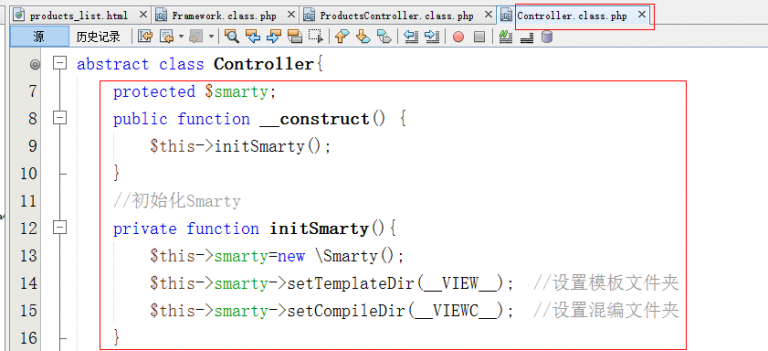 products_list.html Framework.class.php ProductsController.class.php Controller.class.php
源 历史记录
abstract class Controller{
7 protected $smarty;
8 public function __construct() {
9 $this->initSmarty();
10 }
11 //初始化Smarty
12 private function initSmarty(){
13 $this->smarty=new \Smarty();
14 $this->smarty->setTemplateDir(__VIEW__); //设置模板文件夹
15 $this->smarty->setCompileDir(__VIEWC__); //设置混编文件夹
16 }